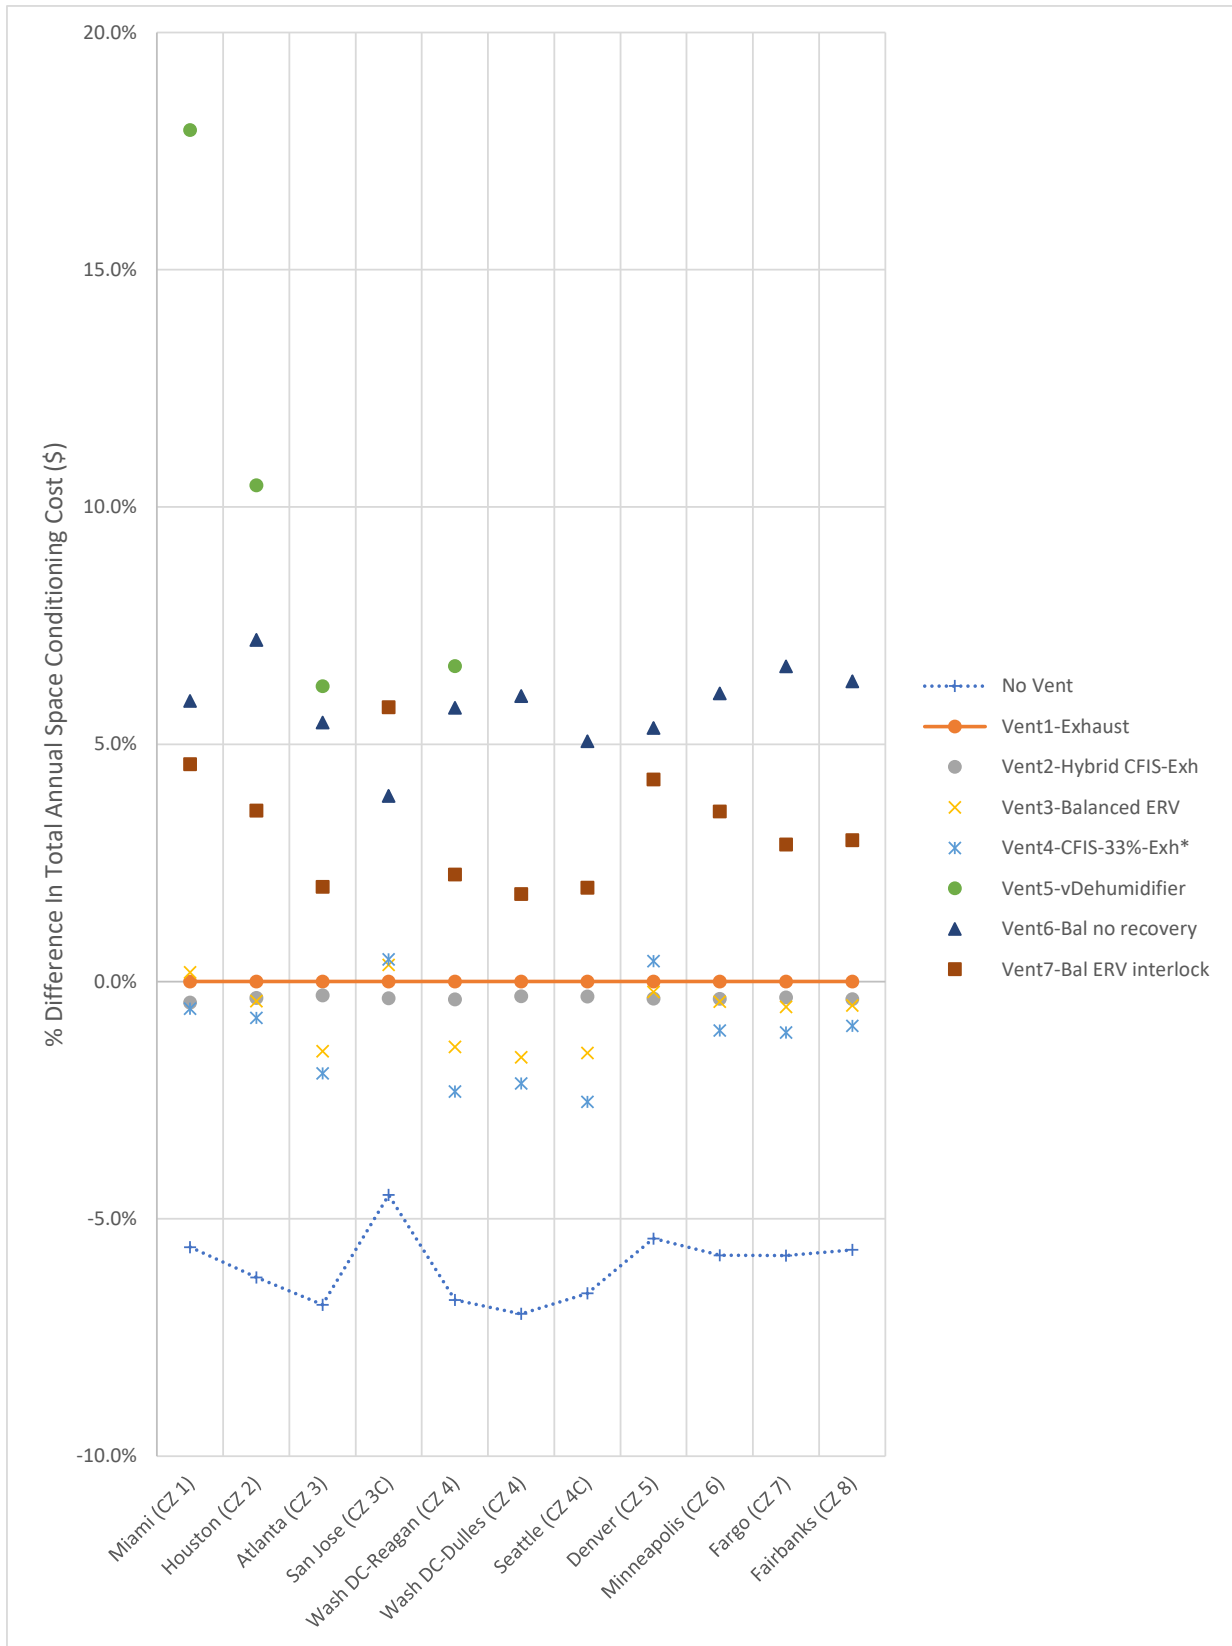 20.0%
15.0%
10.0%
5.0%
0.0%
-5.0%
-10.0%
% Difference In Total Annual Space Conditioning Cost ($)
Miami (CZ 1)
Houston (CZ 2)
Atlanta (CZ 3)
San Jose (CZ 3C)
Wash DC-Reagan (CZ 4)
Wash DC-Dulles (CZ 4)
Seattle (CZ 4C)
Denver (CZ 5)
Minneapolis (CZ 6)
Fargo (CZ 7)
Fairbanks (CZ 8)
No Vent
Vent1-Exhaust
Vent2-Hybrid CFIS-Exh
Vent3-Balanced ERV
Vent4-CFIS-33%-Exh*
Vent5-vDehumidifier
Vent6-Bal no recovery
Vent7-Bal ERV interlock